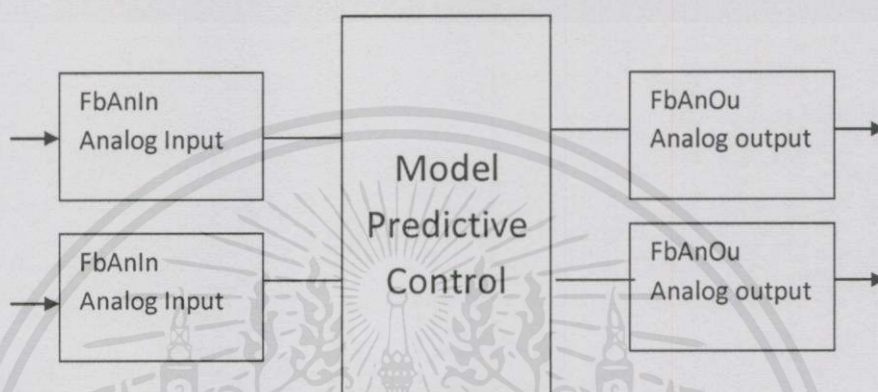 FbAnIn
Analog Input
FbAnIn
Analog Input
Model
Predictive
Control
FbAnOu
Analog output
FbAnOu
Analog output